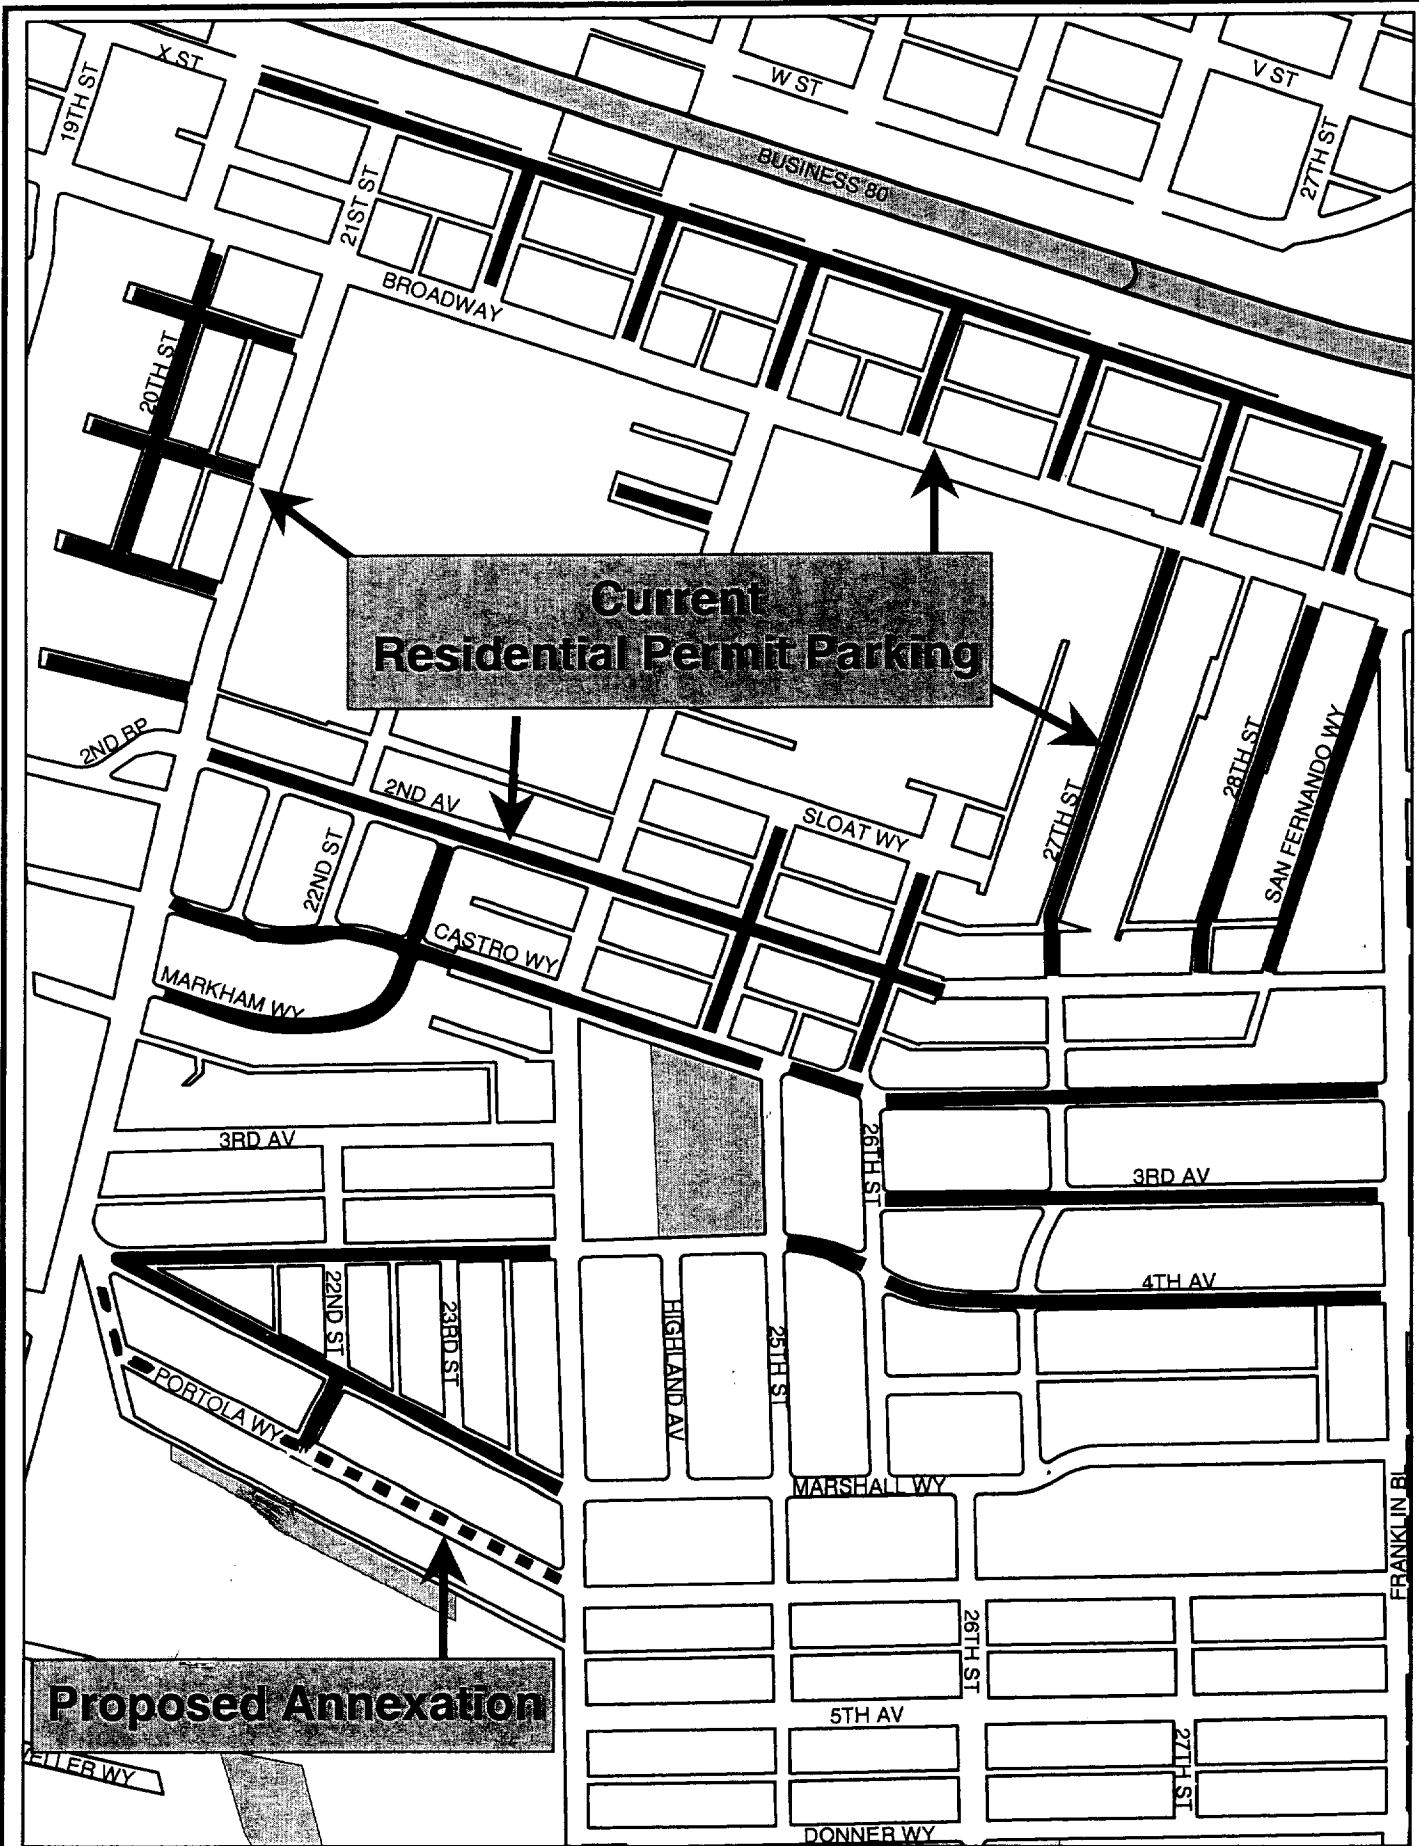 X ST
19TH ST
W ST
V ST
27TH ST
BUSINESS 80
21ST ST
BROADWAY
20TH ST
Current
Residential Permit Parking
2ND BP
2ND AV
SLOAT WY
27TH ST
28TH ST
SAN FERNANDO WY
22ND ST
CASTRO WY
MARKHAM WY
3RD AV
26TH ST
3RD AV
4TH AV
22ND ST
23RD ST
HIGHLAND AV
25TH ST
PORTOLA WY
MARSHALL WY
FRANKLIN BL
26TH ST
Proposed Annexation
5TH AV
27TH ST
WY
DONNER WY